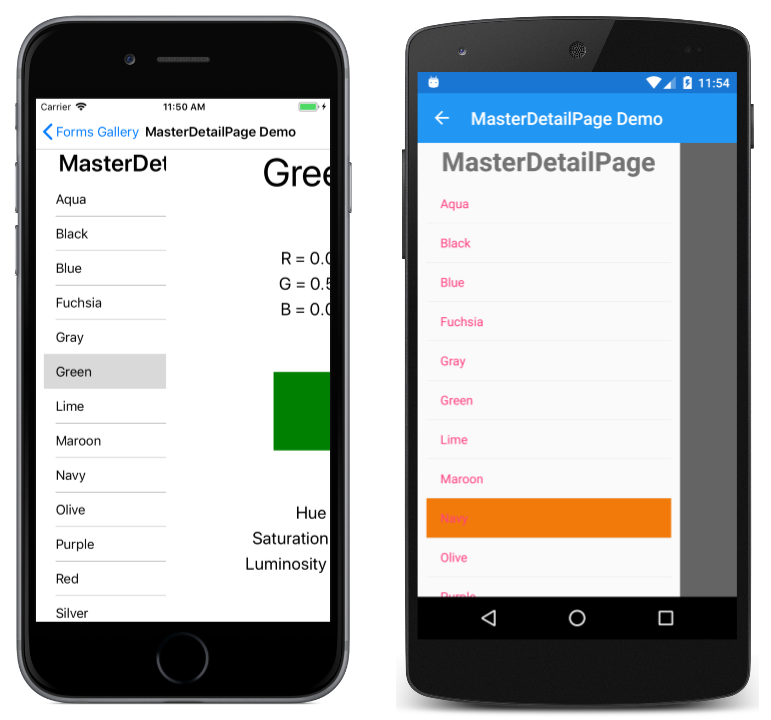 Carrier 11:50 AM
Forms Gallery MasterDetailPage Demo
MasterDet
Aqua
Black
Blue
Fuchsia
Gray
Green
Lime
Maroon
Navy
Olive
Purple
Red
Silver
Gree
R = 0.0
G = 0.5
B = 0.0
Hue
Saturation
Luminosity
11:54
MasterDetailPage Demo
MasterDetailPage
Aqua
Black
Blue
Fuchsia
Gray
Green
Lime
Maroon
Navy
Olive
Purple